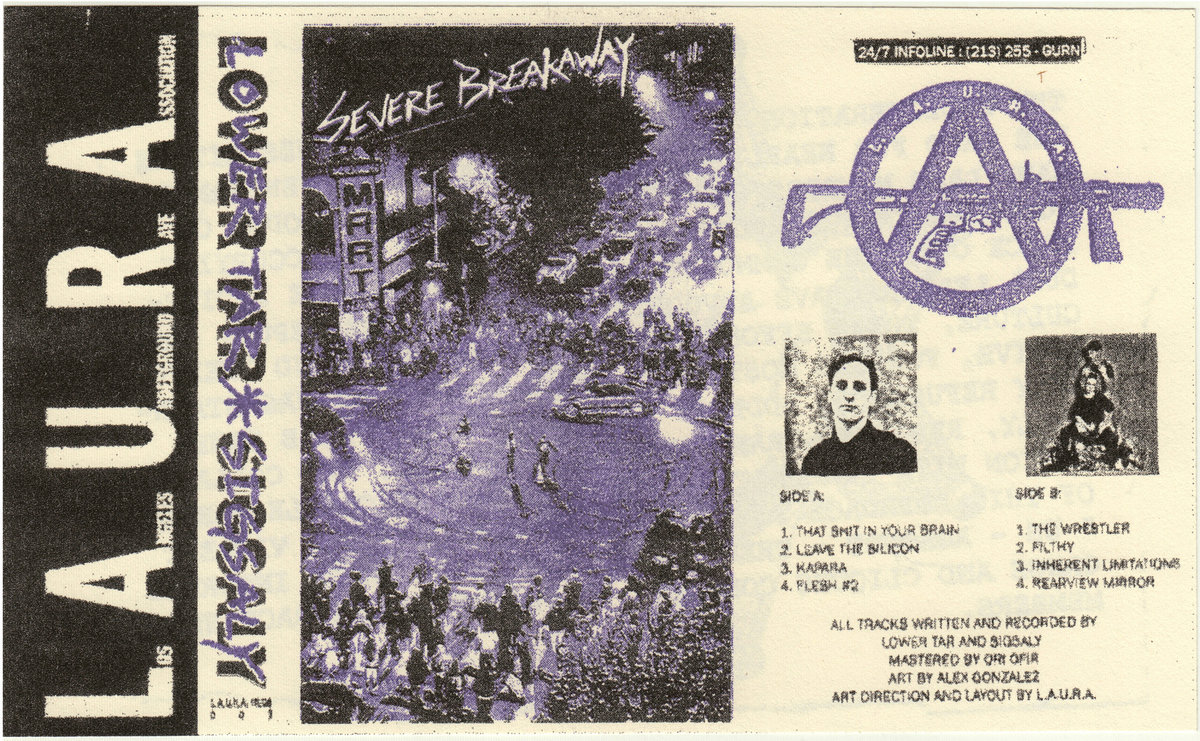 LOS ANGELES UNDERGROUND RAVE ASSOCIATION
LOWER TAR * SIGSALY
SEVERE BREAKAWAY
MART
24/7 INFOLINE : (213) 255 - GURN
L.A.U.R.A.
SIDE A:
1. THAT SHIT IN YOUR BRAIN
2. LEAVE THE SILICON
3. KAPARA
4. FLESH #2
SIDE B:
1. THE WRESTLER
2. FILTHY
3. INHERENT LIMITATIONS
4. REARVIEW MIRROR
ALL TRACKS WRITTEN AND RECORDED BY
LOWER TAR AND SIGSALY
MASTERED BY ORI OFIR
ART BY ALEX GONZALEZ
ART DIRECTION AND LAYOUT BY L.A.U.R.A.